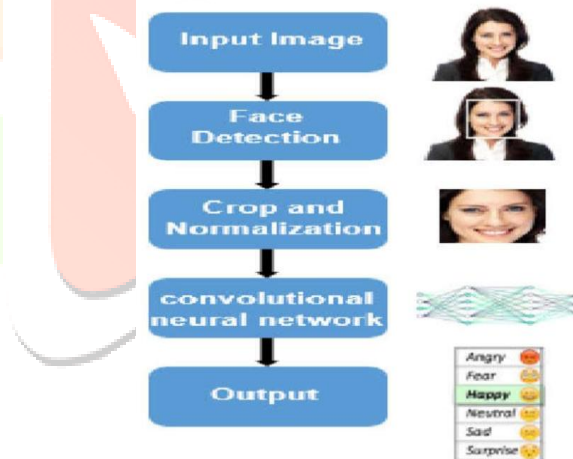 Input Image
Face
Detection
Crop and
Normalization
convolutional
neural network
Output
Angry
Fear
Happy
Neutral
Sad
Surprise